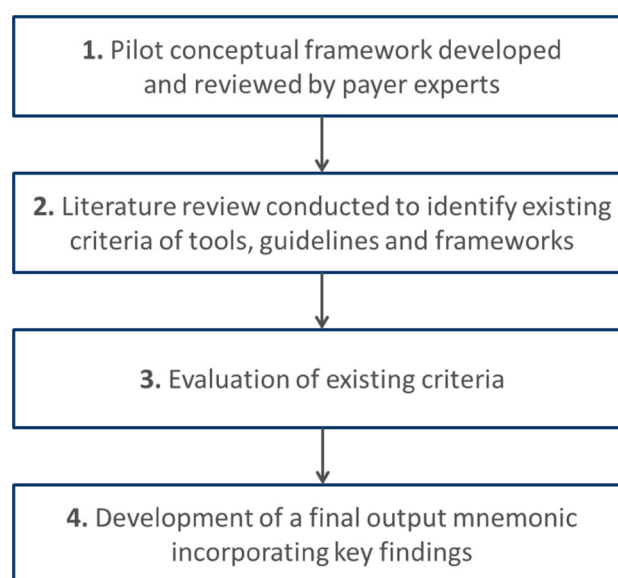 1. Pilot conceptual framework developed
and reviewed by payer experts
2. Literature review conducted to identify existing
criteria of tools, guidelines and frameworks
3. Evaluation of existing criteria
4. Development of a final output mnemonic
incorporating key findings